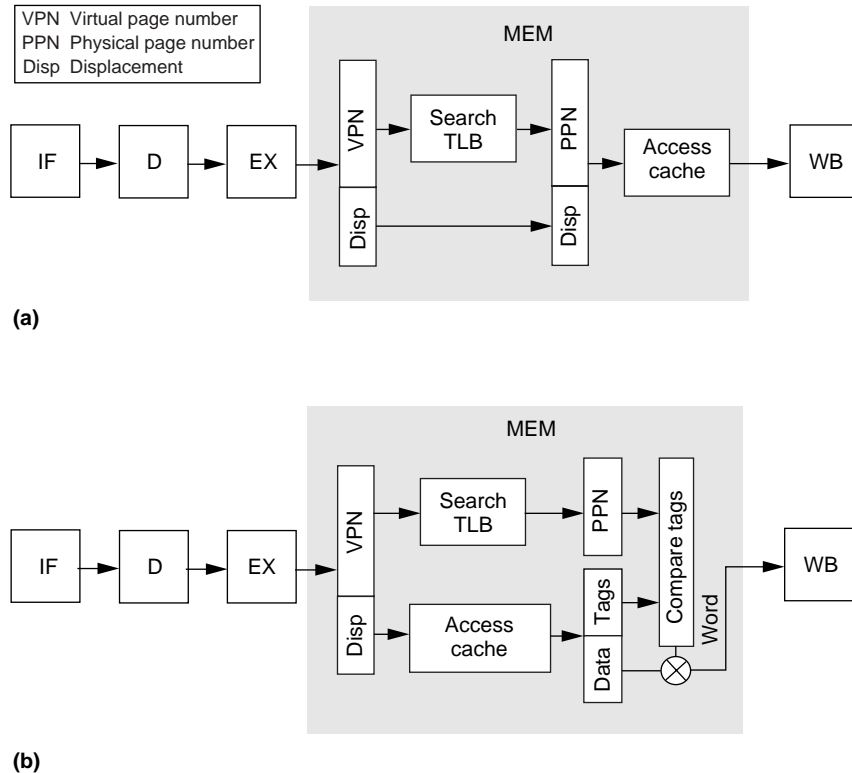 VPN Virtual page number
PPN Physical page number
Disp Displacement
MEM
IF
D
EX
VPN
Disp
Search
TLB
PPN
Disp
Access
cache
WB
(a)
MEM
IF
D
EX
VPN
Disp
Search
TLB
Access
cache
PPN
Tags
Data
Compare tags
Word
WB
(b)